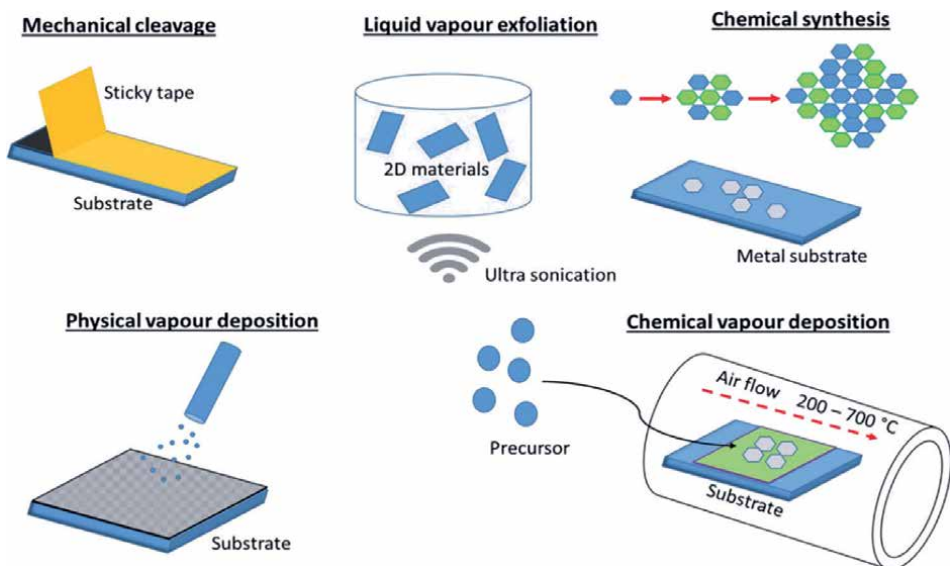 Mechanical cleavage
Sticky tape
Substrate
Liquid vapour exfoliation
2D materials
Ultra sonication
Chemical synthesis
Metal substrate
Physical vapour deposition
Substrate
Precursor
Chemical vapour deposition
Air flow 200 – 700 °C
Substrate